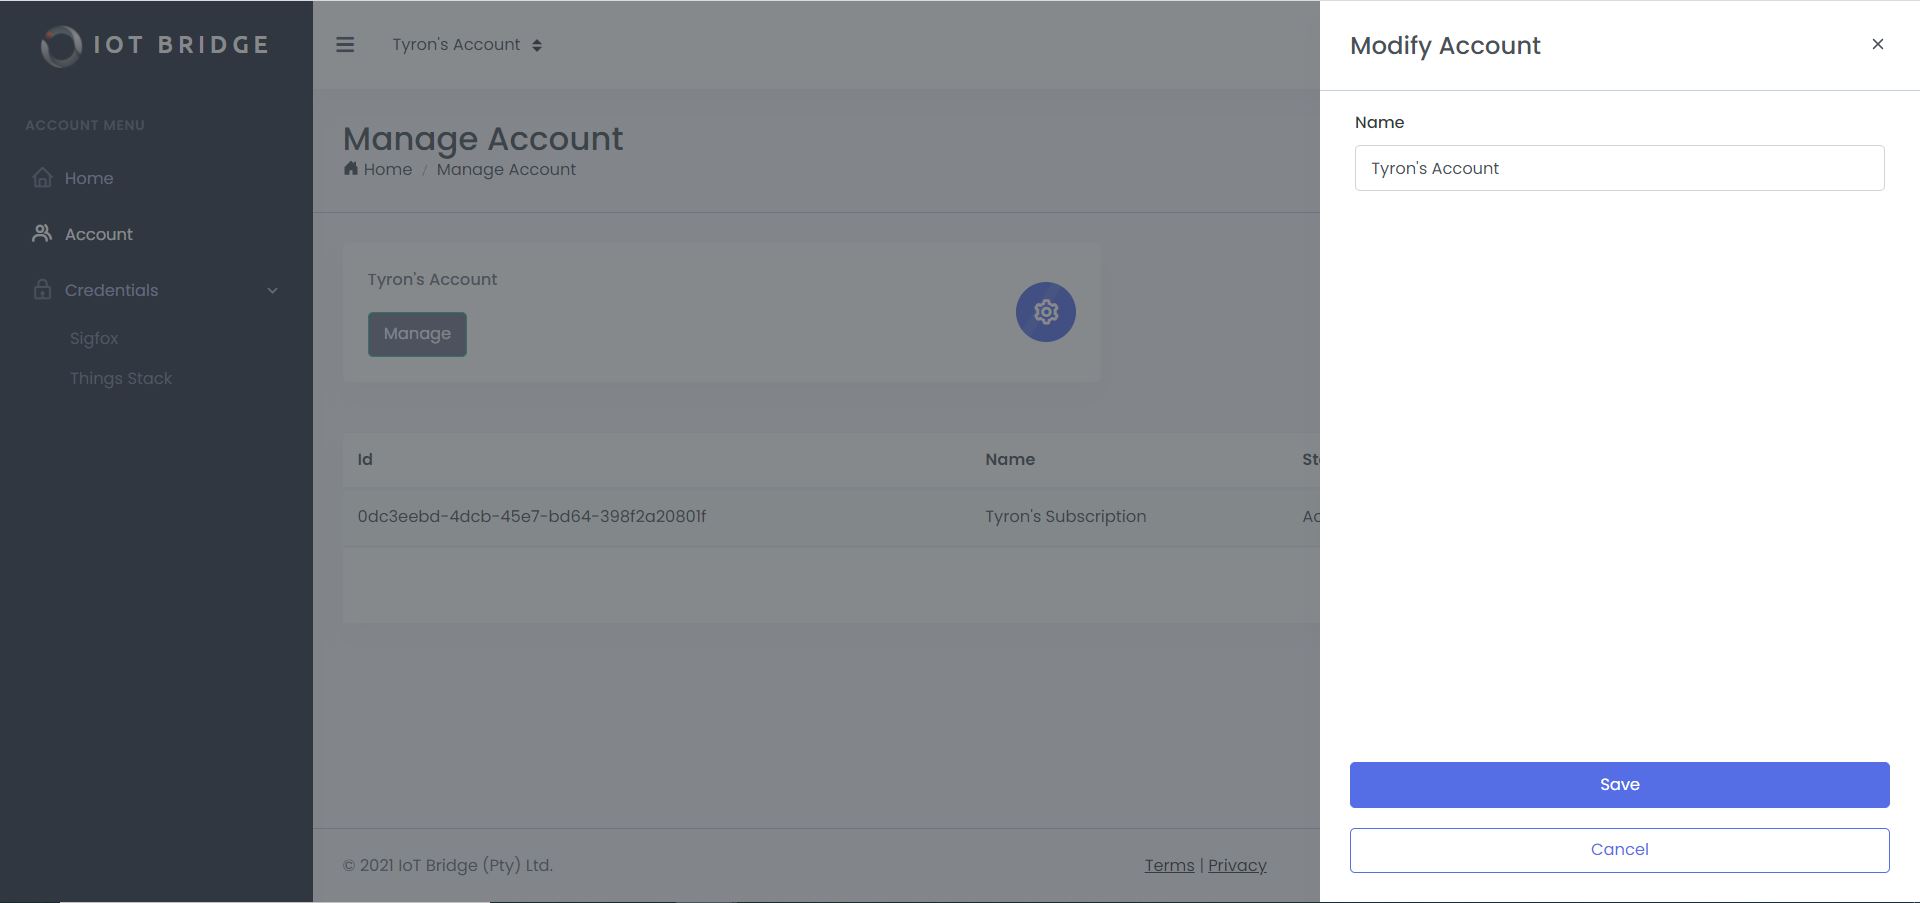 IOT BRIDGE
ACCOUNT MENU
Home
Account
Credentials
Sigfox
Things Stack
Tyron's Account
Manage Account
Home / Manage Account
Tyron's Account
Manage
Id Name
0dc3eebd-4dcb-45e7-bd64-398f2a20801f Tyron's Subscription
© 2021 IoT Bridge (Pty) Ltd.
Terms | Privacy
Modify Account
Name
Tyron's Account
Save
Cancel